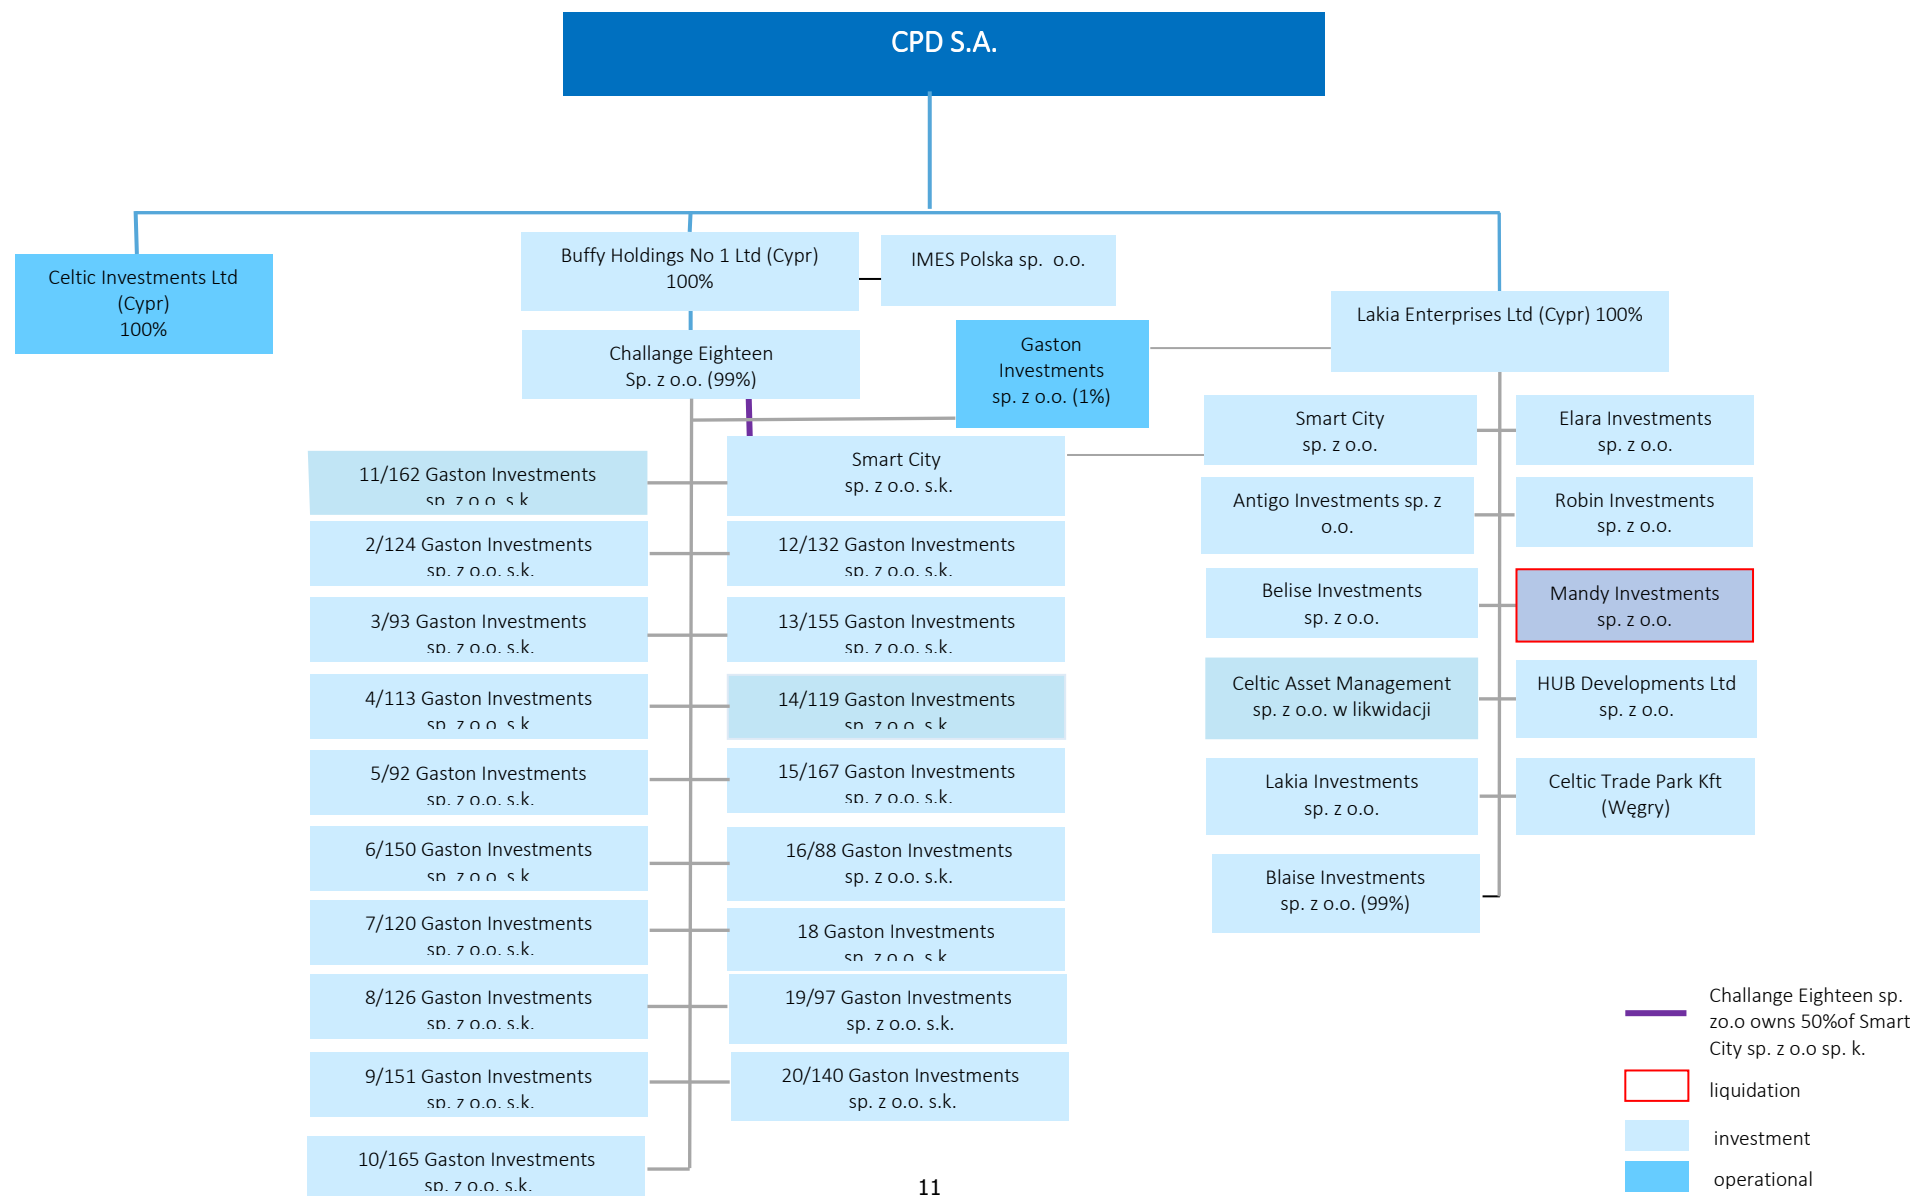 CPD S.A.
Celtic Investments Ltd
(Cypr)
100%
Buffy Holdings No 1 Ltd (Cypr)
100%
IMES Polska sp.  o.o.
Lakia Enterprises Ltd (Cypr) 100%
Challange Eighteen
Sp. z o.o. (99%)
Gaston
Investments
sp. z o.o. (1%)
11/162 Gaston Investments
sp. z o.o. s.k.
2/124 Gaston Investments
sp. z o.o. s.k.
3/93 Gaston Investments
sp. z o.o. s.k.
4/113 Gaston Investments
sp. z o.o. s.k.
5/92 Gaston Investments
sp. z o.o. s.k.
6/150 Gaston Investments
sp. z o.o. s.k.
7/120 Gaston Investments
sp. z o.o. s.k.
8/126 Gaston Investments
sp. z o.o. s.k.
9/151 Gaston Investments
sp. z o.o. s.k.
10/165 Gaston Investments
sp. z o.o. s.k.
Smart City
sp. z o.o. s.k.
12/132 Gaston Investments
sp. z o.o. s.k.
13/155 Gaston Investments
sp. z o.o. s.k.
14/119 Gaston Investments
sp. z o.o. s.k.
15/167 Gaston Investments
sp. z o.o. s.k.
16/88 Gaston Investments
sp. z o.o. s.k.
18 Gaston Investments
sp. z o.o. s.k.
19/97 Gaston Investments
sp. z o.o. s.k.
20/140 Gaston Investments
sp. z o.o. s.k.
Smart City
sp. z o.o.
Antigo Investments sp. z
o.o.
Belise Investments
sp. z o.o.
Celtic Asset Management
sp. z o.o. w likwidacji
Lakia Investments
sp. z o.o.
Blaise Investments
sp. z o.o. (99%)
Elara Investments
sp. z o.o.
Robin Investments
sp. z o.o.
Mandy Investments
sp. z o.o.
HUB Developments Ltd
sp. z o.o.
Celtic Trade Park Kft
(Węgry)
Challange Eighteen sp.
zo.o owns 50%of Smart
City sp. z o.o sp. k.
liquidation
investment
operational
11